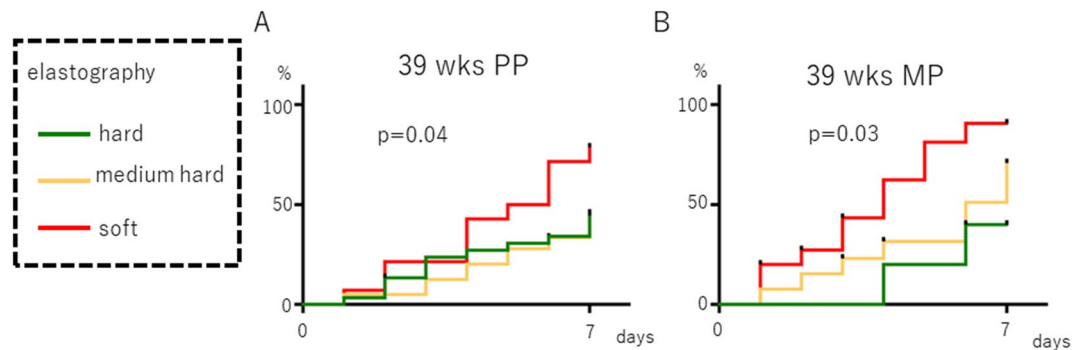 elastography
hard
medium hard
soft
A
39 wks PP
%
100
p=0.04
50
0
0
7
days
B
39 wks MP
%
100
p=0.03
50
0
0
7
days